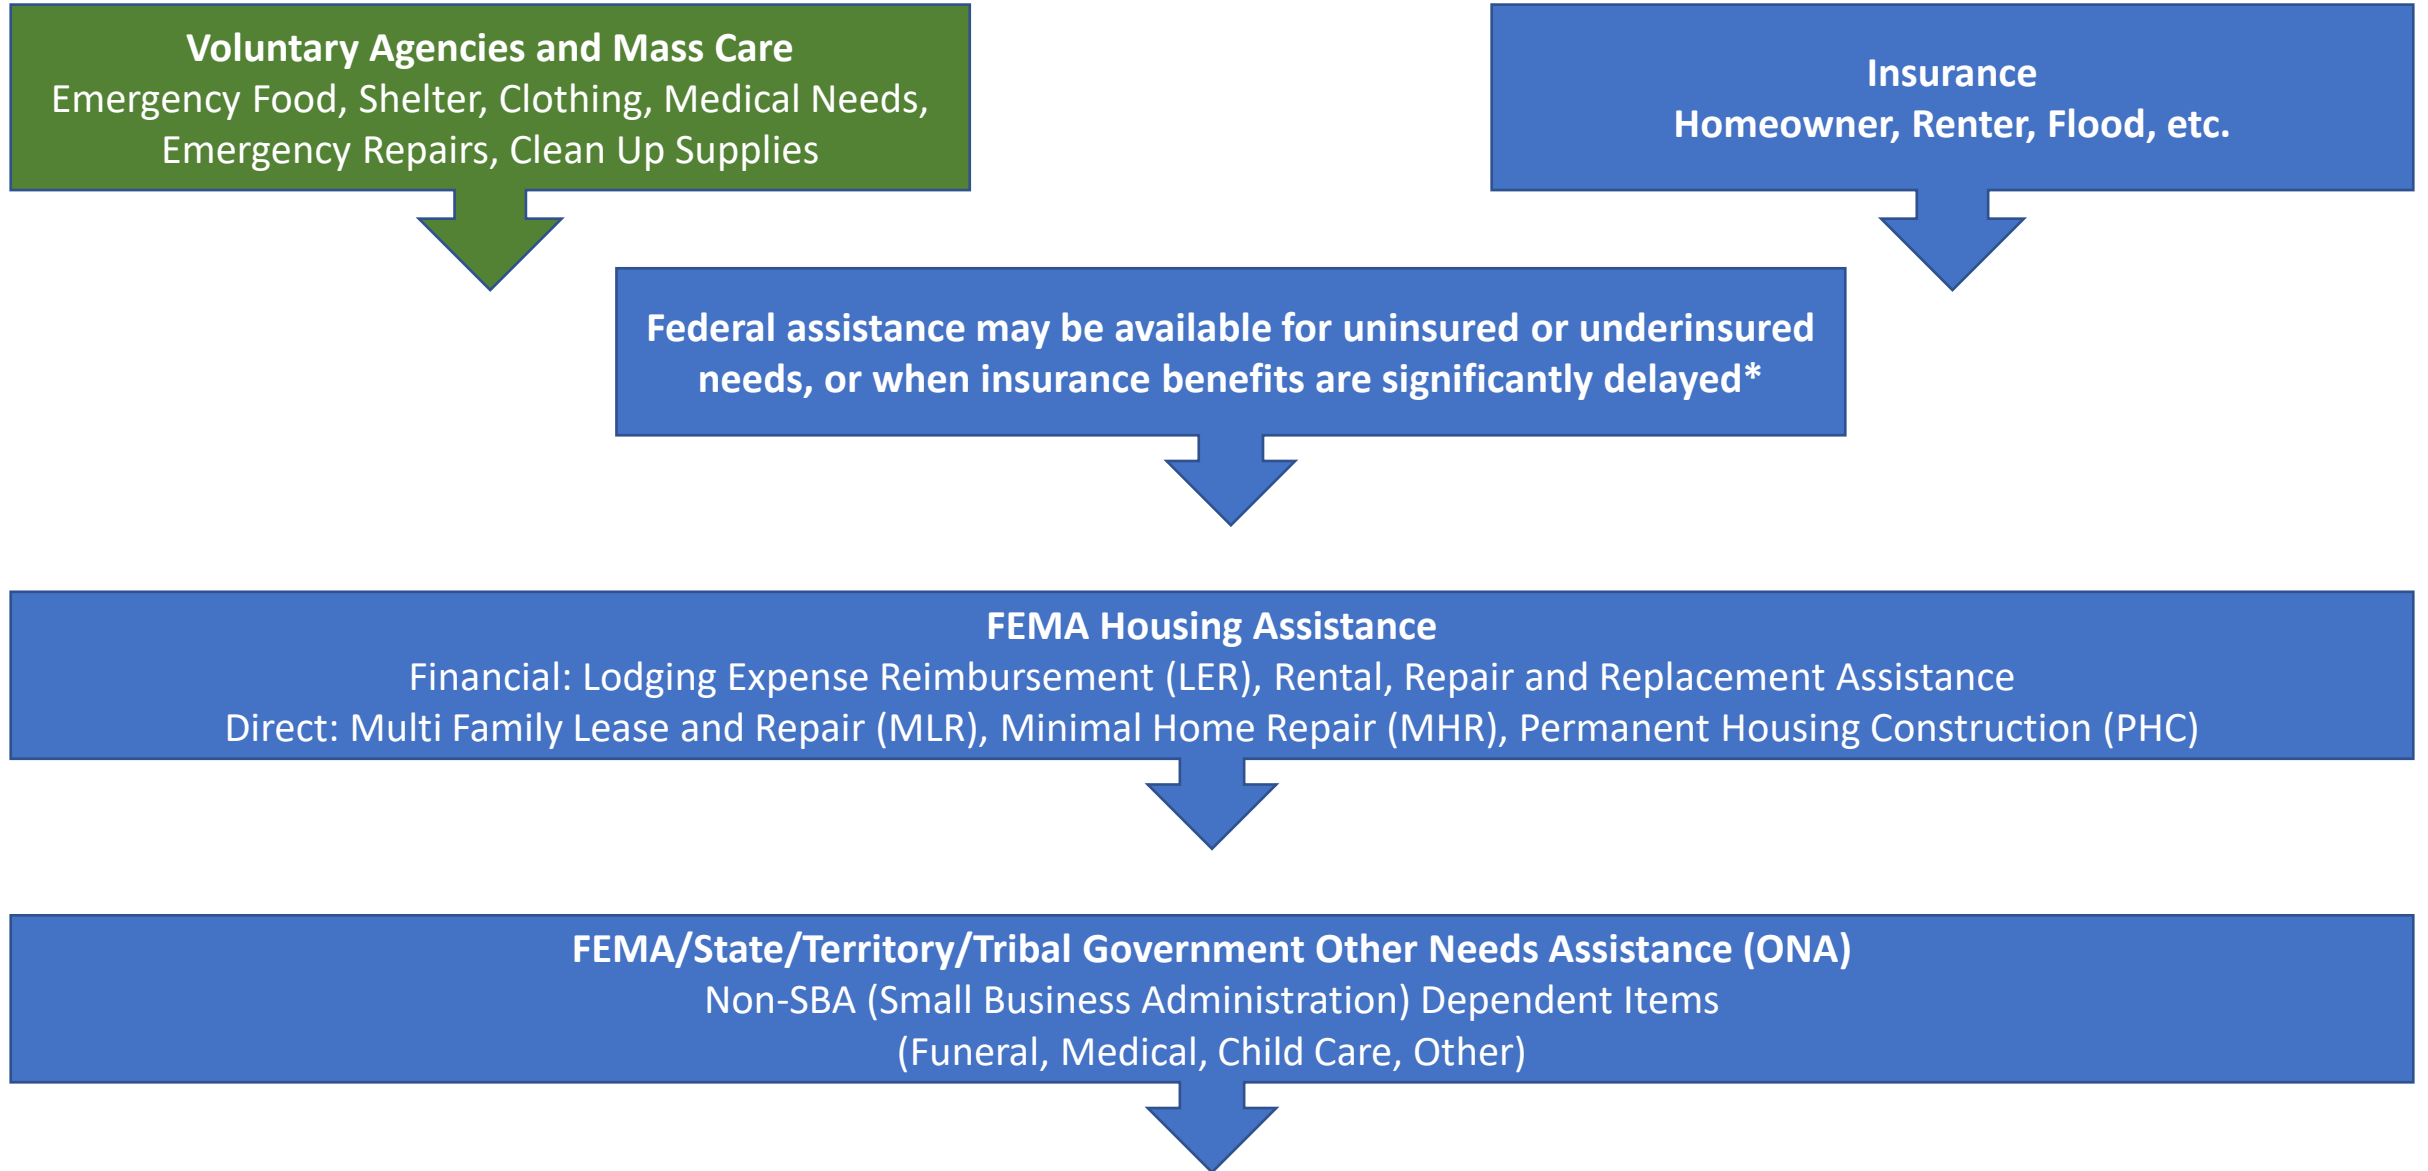 Voluntary Agencies and Mass Care
Emergency Food, Shelter, Clothing, Medical Needs,
Emergency Repairs, Clean Up Supplies
Insurance
Homeowner, Renter, Flood, etc.
Federal assistance may be available for uninsured or underinsured
needs, or when insurance benefits are significantly delayed*
FEMA Housing Assistance
Financial: Lodging Expense Reimbursement (LER), Rental, Repair and Replacement Assistance
Direct: Multi Family Lease and Repair (MLR), Minimal Home Repair (MHR), Permanent Housing Construction (PHC)
FEMA/State/Territory/Tribal Government Other Needs Assistance (ONA)
Non-SBA (Small Business Administration) Dependent Items
(Funeral, Medical, Child Care, Other)